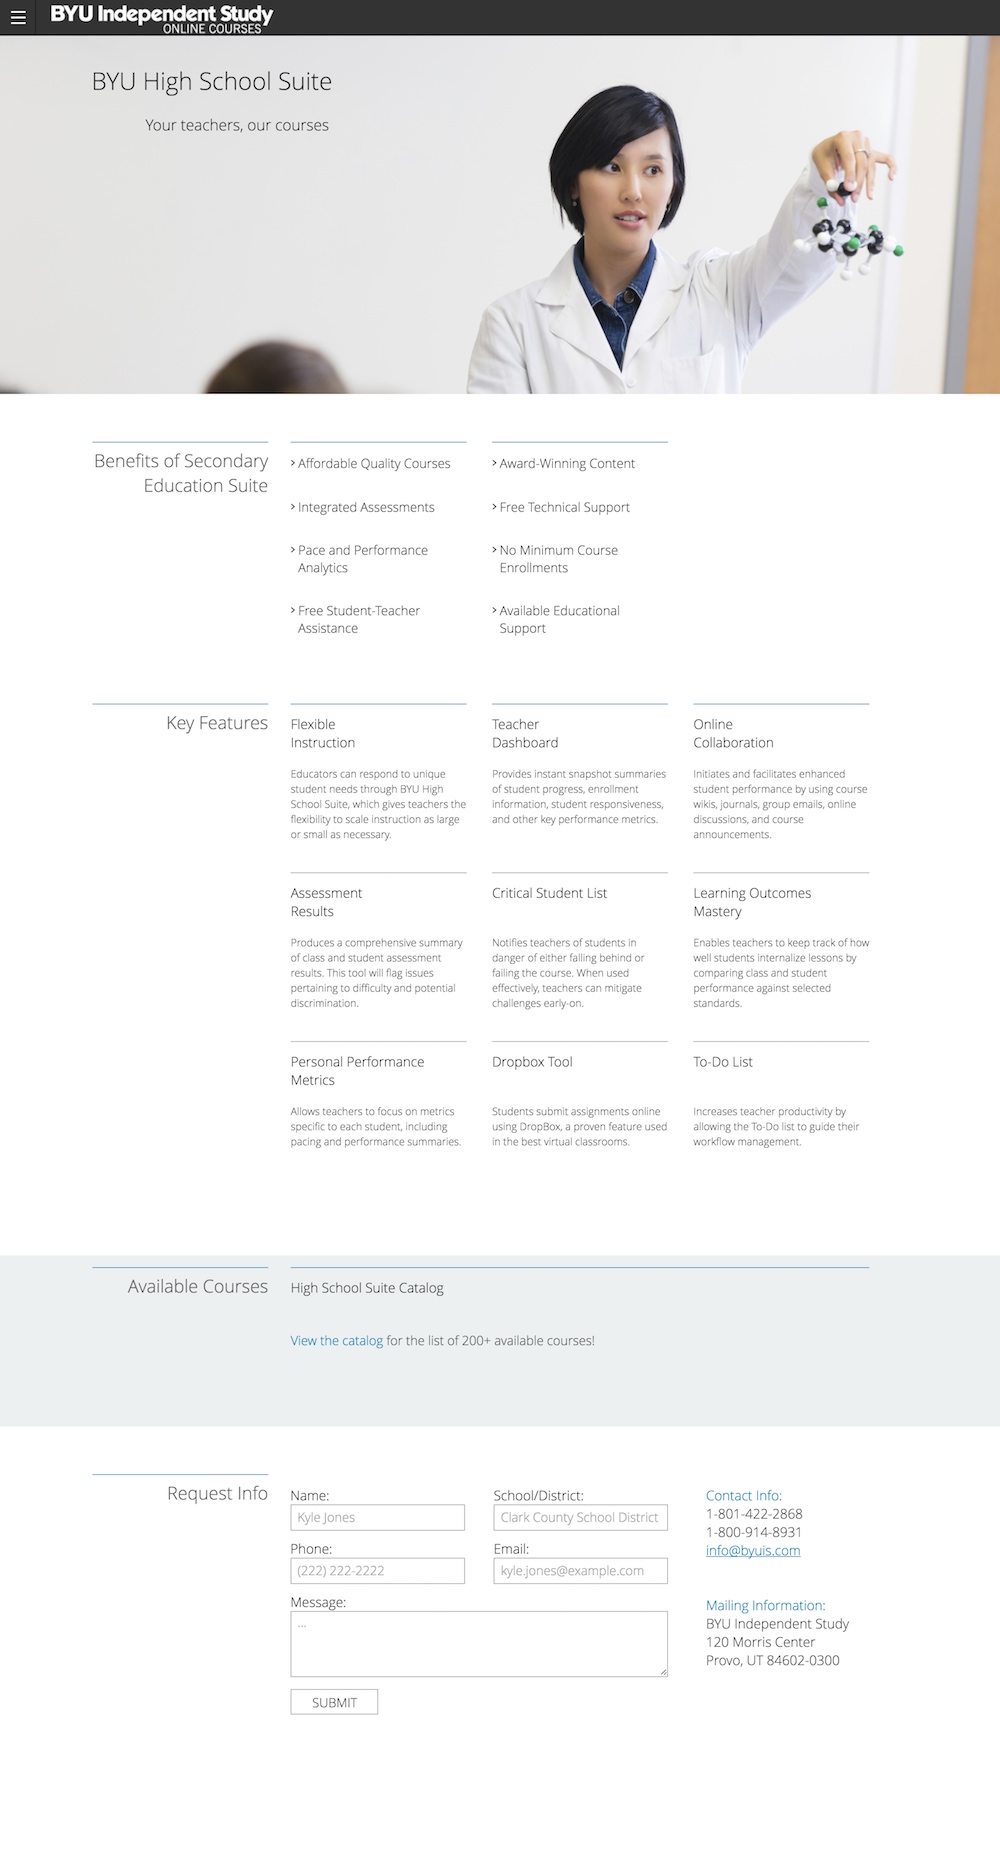 BYU Independent Study
ONLINE COURSES
BYU High School Suite
Your teachers, our courses
Benefits of Secondary
Education Suite
Affordable Quality Courses
Integrated Assessments
Pace and Performance
Analytics
Free Student-Teacher
Assistance
Award-Winning Content
Free Technical Support
No Minimum Course
Enrollments
Available Educational
Support
Key Features
Flexible
Instruction
Educators can respond to unique
student needs through BYU High
School Suite, which gives teachers the
flexibility to scale instruction as large
or small as necessary.
Teacher
Dashboard
Provides instant snapshot summaries
of student progress, enrollment
information, student responsiveness,
and other key performance metrics.
Online
Collaboration
Initiates and facilitates enhanced
student performance by using course
wikis, journals, group emails, online
discussions, and course
announcements.
Assessment
Results
Produces a comprehensive summary
of class and student assessment
results. This tool will flag issues
pertaining to difficulty and potential
discrimination.
Critical Student List
Notifies teachers of students in
danger of either falling behind or
failing the course. When used
effectively, teachers can mitigate
challenges early-on.
Learning Outcomes
Mastery
Enables teachers to keep track of how
well students internalize lessons by
comparing class and student
performance against selected
standards.
Personal Performance
Metrics
Allows teachers to focus on metrics
specific to each student, including
pacing and performance summaries.
Dropbox Tool
Students submit assignments online
using DropBox, a proven feature used
in the best virtual classrooms.
To-Do List
Increases teacher productivity by
allowing the To-Do list to guide their
workflow management.
Available Courses
High School Suite Catalog
View the catalog for the list of 200+ available courses!
Request Info
Name:
Kyle Jones
School/District:
Clark County School District
Phone:
(222) 222-2222
Email:
kyle.jones@example.com
Message:
...
SUBMIT
Contact Info:
1-801-422-2868
1-800-914-8931
info@byuis.com
Mailing Information:
BYU Independent Study
120 Morris Center
Provo, UT 84602-0300